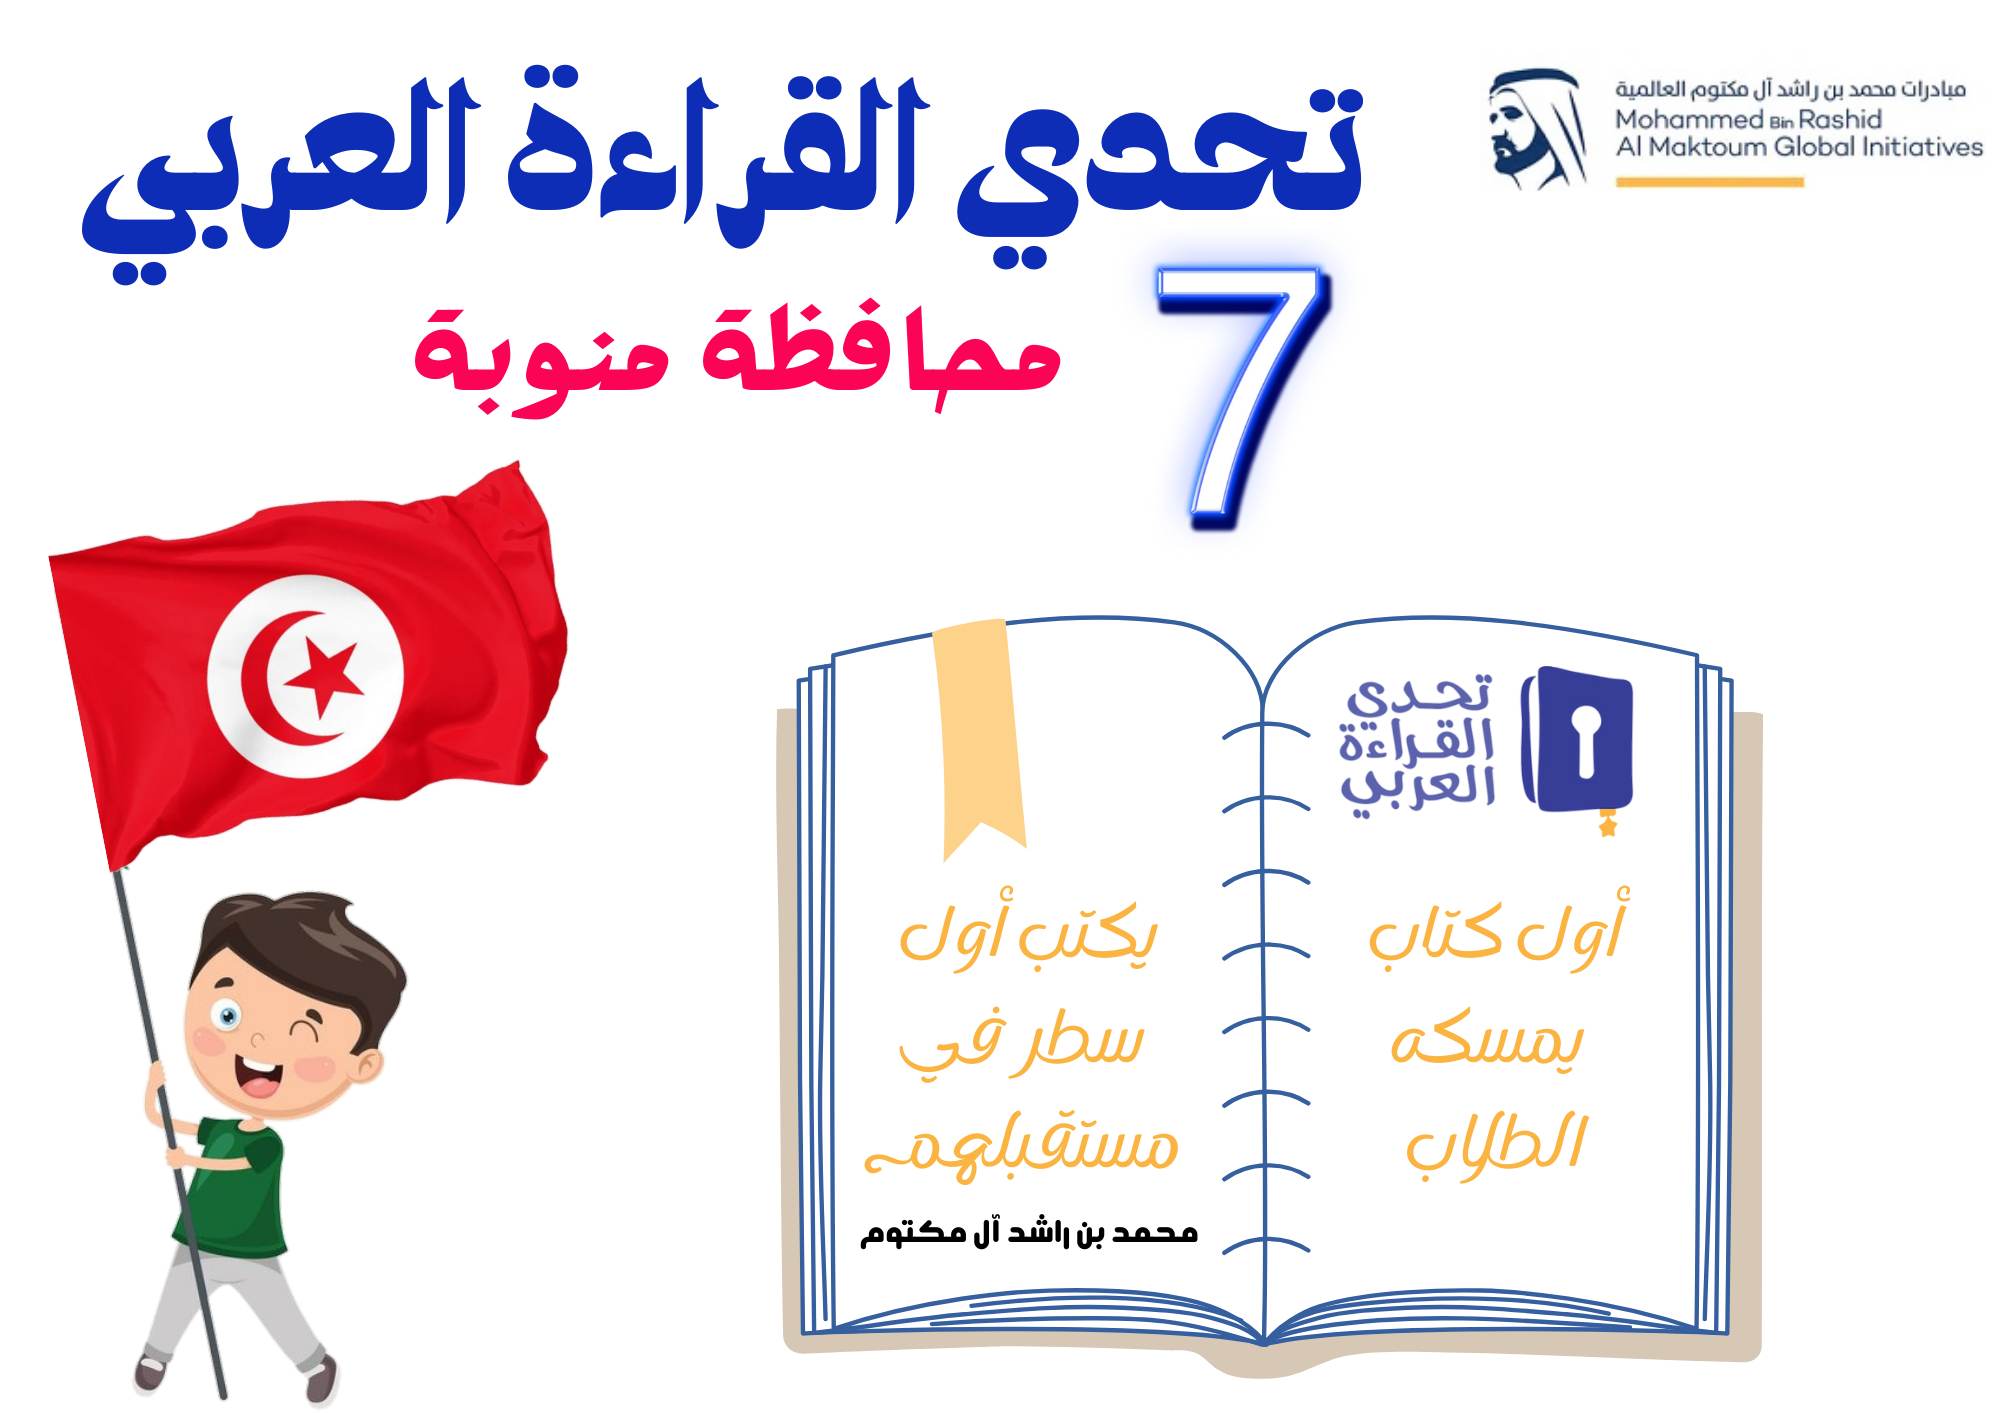 مبادرات محمد بن راشد آل مكتوم العالمية
Mohammed Bin Rashid
Al Maktoum Global Initiatives
تحدي القراءة العربي
7
محافظة منوبة
تحدي
القراءة
العربي
أول كتاب
يمسكه
الطلاب
يكتب أول
سطر في
مستقبلهم
محمد بن راشد آل مكتوم